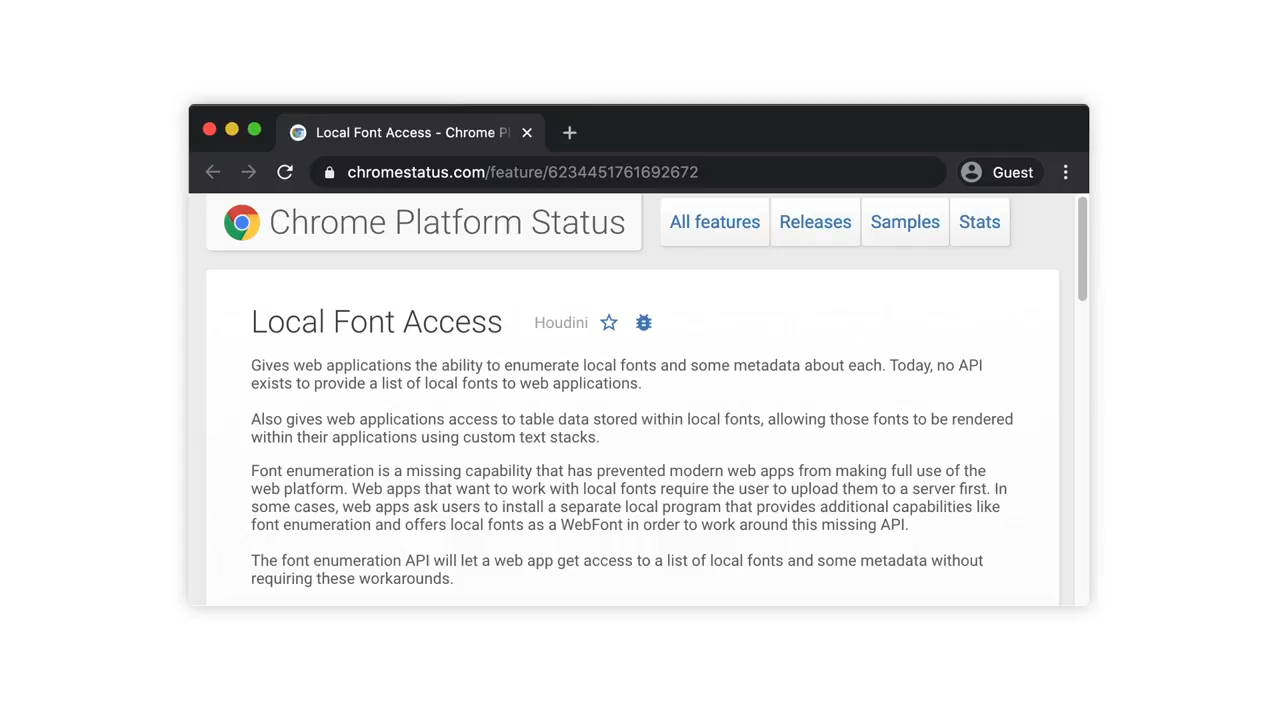 Local Font Access - Chrome Pl
chromestatus.com/feature/6234451761692672
Guest
Chrome Platform Status
All features
Releases
Samples
Stats
Local Font Access
Houdini
Gives web applications the ability to enumerate local fonts and some metadata about each. Today, no API
exists to provide a list of local fonts to web applications.
Also gives web applications access to table data stored within local fonts, allowing those fonts to be rendered
within their applications using custom text stacks.
Font enumeration is a missing capability that has prevented modern web apps from making full use of the
web platform. Web apps that want to work with local fonts require the user to upload them to a server first. In
some cases, web apps ask users to install a separate local program that provides additional capabilities like
font enumeration and offers local fonts as a WebFont in order to work around this missing API.
The font enumeration API will let a web app get access to a list of local fonts and some metadata without
requiring these workarounds.